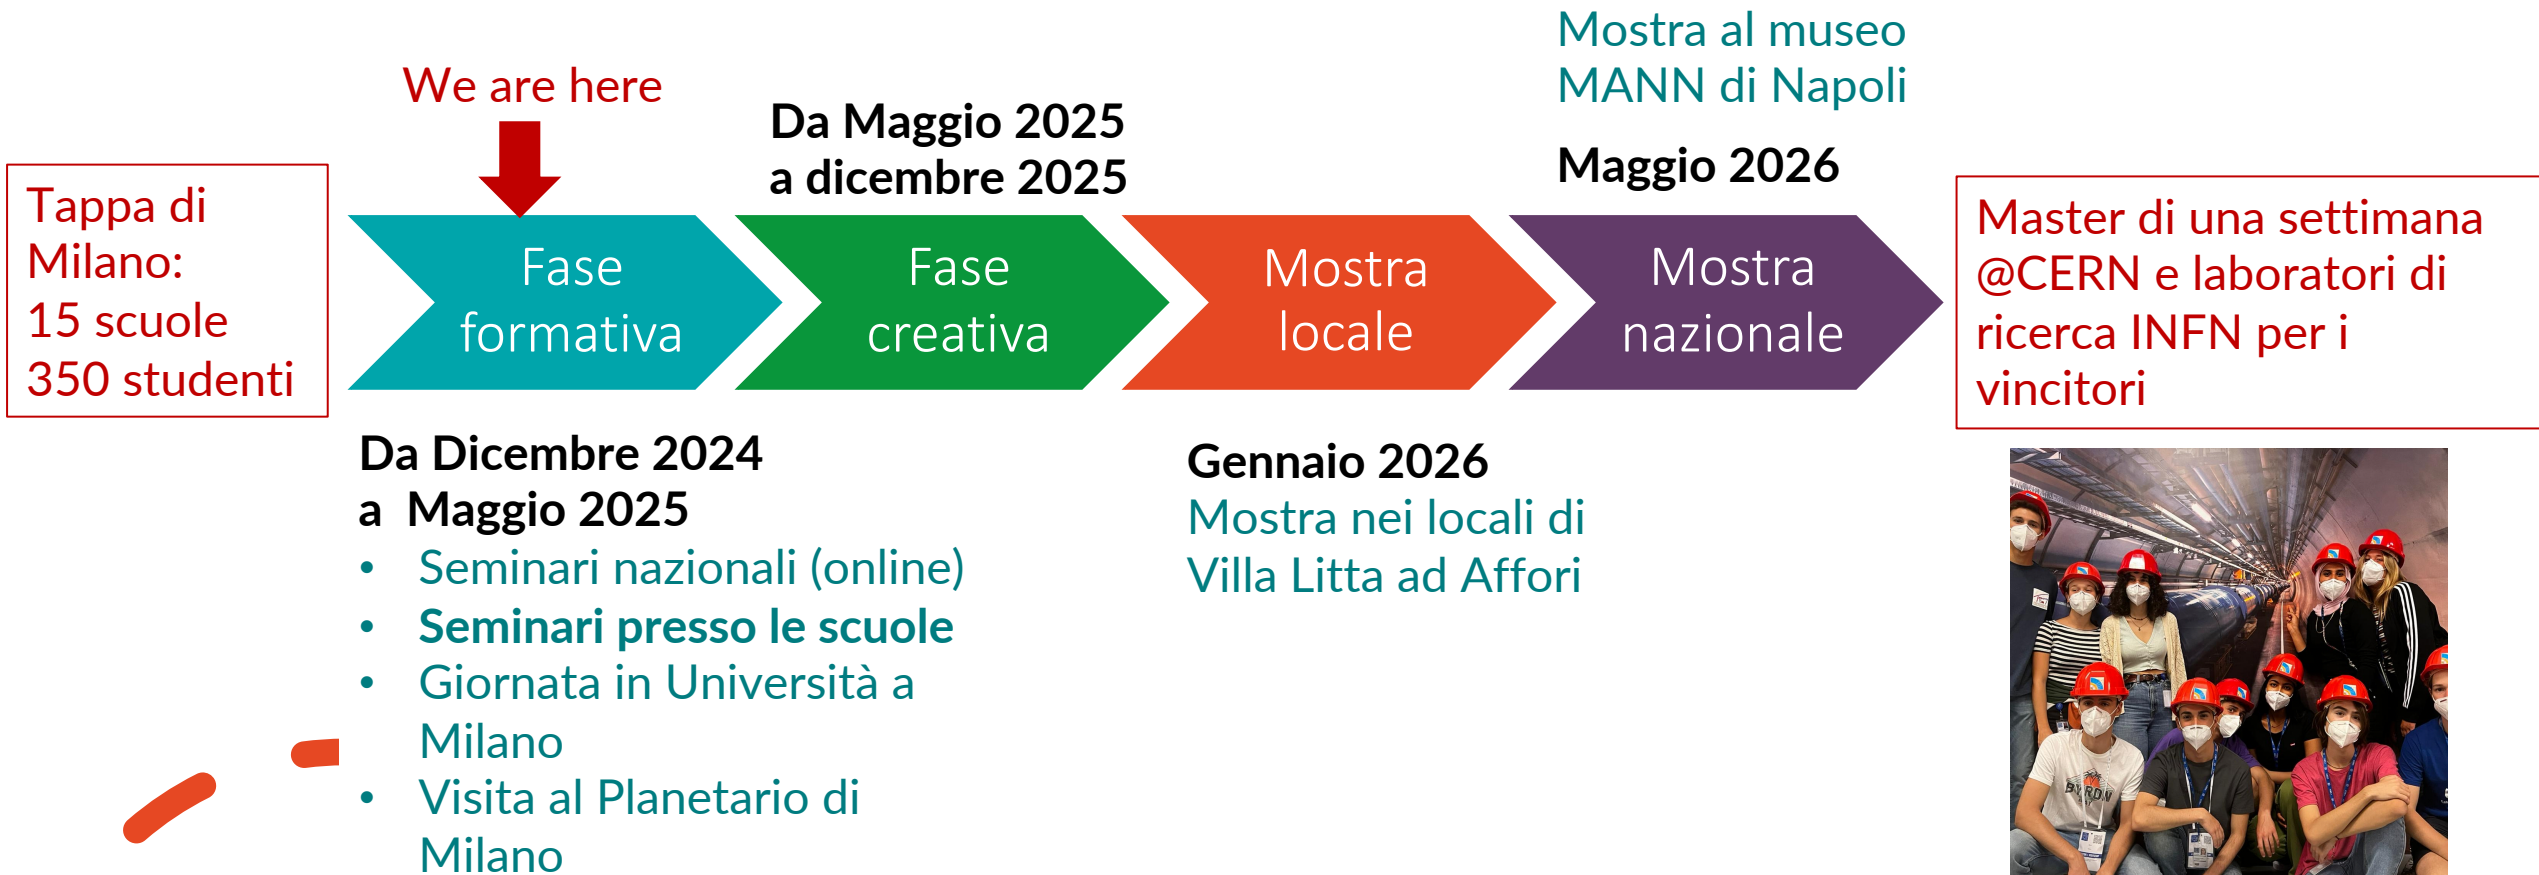 Mostra al museo
MANN di Napoli
We are here
Da Maggio 2025
a dicembre 2025
Maggio 2026
Tappa di
Milano:
15 scuole
350 studenti
Fase
formativa
Fase
creativa
Mostra
locale
Mostra
nazionale
Master di una settimana
@CERN e laboratori di
ricerca INFN per i
vincitori
Da Dicembre 2024
a Maggio 2025
• Seminari nazionali (online)
• Seminari presso le scuole
• Giornata in Università a
Milano
• Visita al Planetario di
Milano
Gennaio 2026
Mostra nei locali di
Villa Litta ad Affori